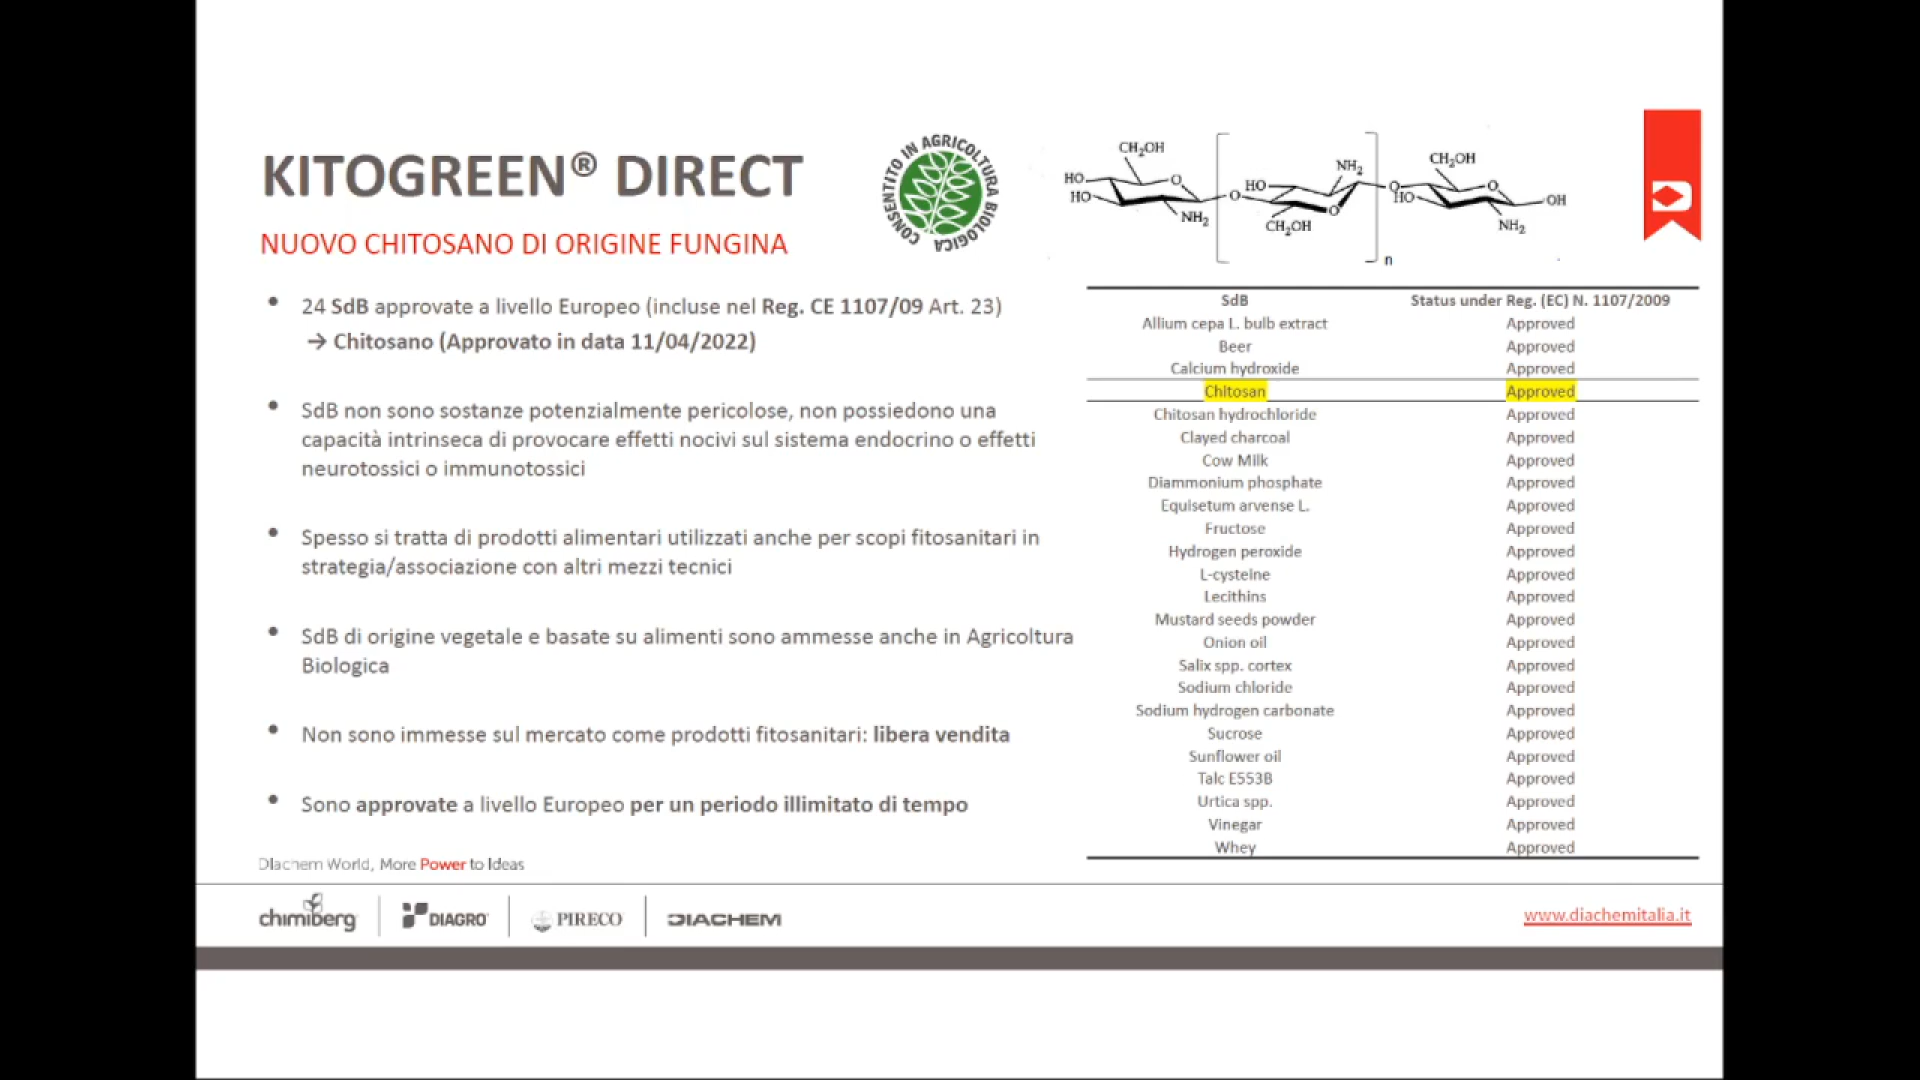 KITOGREEN® DIRECT
NUOVO CHITOSANO DI ORIGINE FUNGINA
CONSENTITO IN AGRICOLTURA BIOLOGICA
CH2OH
HO
HO
NH2
O
O
HO
NH2
CH2OH
O
n
O
CH2OH
HO
O
OH
NH2
• 24 SdB approvate a livello Europeo (incluse nel Reg. CE 1107/09 Art. 23)
→ Chitosano (Approvato in data 11/04/2022)
• SdB non sono sostanze potenzialmente pericolose, non possiedono una
capacità intrinseca di provocare effetti nocivi sul sistema endocrino o effetti
neurotossici o immunotossici
• Spesso si tratta di prodotti alimentari utilizzati anche per scopi fitosanitari in
strategia/associazione con altri mezzi tecnici
• SdB di origine vegetale e basate su alimenti sono ammesse anche in Agricoltura
Biologica
• Non sono immesse sul mercato come prodotti fitosanitari: libera vendita
• Sono approvate a livello Europeo per un periodo illimitato di tempo
SdB Status under Reg. (EC) N. 1107/2009
Allium cepa L. bulb extract Approved
Beer Approved
Calcium hydroxide Approved
Chitosan Approved
Chitosan hydrochloride Approved
Clayed charcoal Approved
Cow Milk Approved
Diammonium phosphate Approved
Equisetum arvense L. Approved
Fructose Approved
Hydrogen peroxide Approved
L-cysteine Approved
Lecithins Approved
Mustard seeds powder Approved
Onion oil Approved
Salix spp. cortex Approved
Sodium chloride Approved
Sodium hydrogen carbonate Approved
Sucrose Approved
Sunflower oil Approved
Talc E553B Approved
Urtica spp. Approved
Vinegar Approved
Whey Approved
Diachem World, More Power to Ideas
chimiberg
DIAGRO
PIRECO
DIACHEM
www.diachemitalia.it